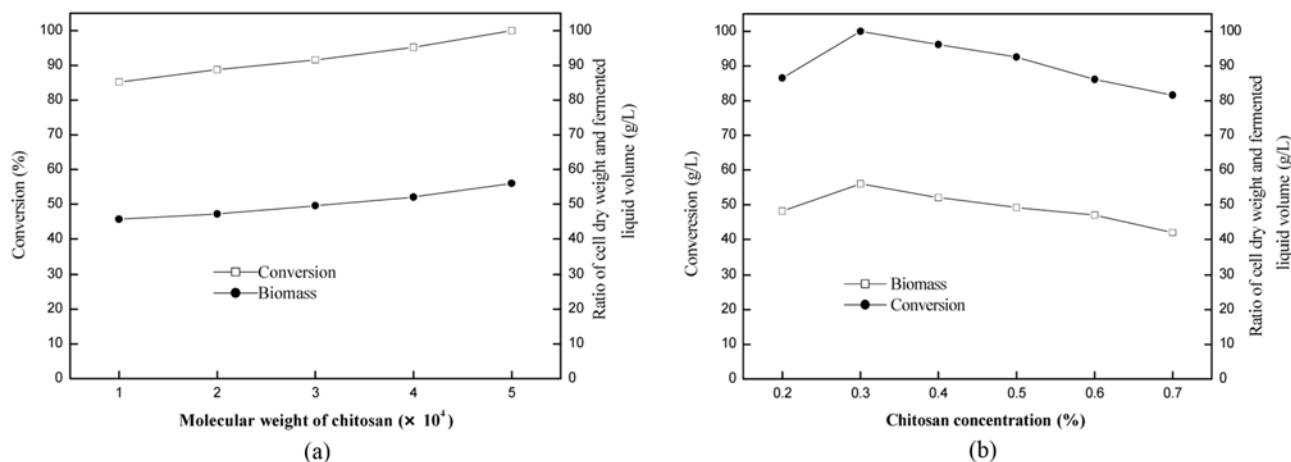 100
90
80
70
60
50
40
30
20
10
0
Conversion (%)
100
90
80
70
60
50
40
30
20
10
0
Ratio of cell dry weight and fermented
liquid volume (g/L)
Conversion
Biomass
1 2 3 4 5
Molecular weight of chitosan (× 10⁴)
(a)
100
90
80
70
60
50
40
30
20
10
0
Converesion (g/L)
100
90
80
70
60
50
40
30
20
10
0
Ratio of cell dry weight and fermented
liquid volume (g/L)
Biomass
Conversion
0.2 0.3 0.4 0.5 0.6 0.7
Chitosan concentration (%)
(b)